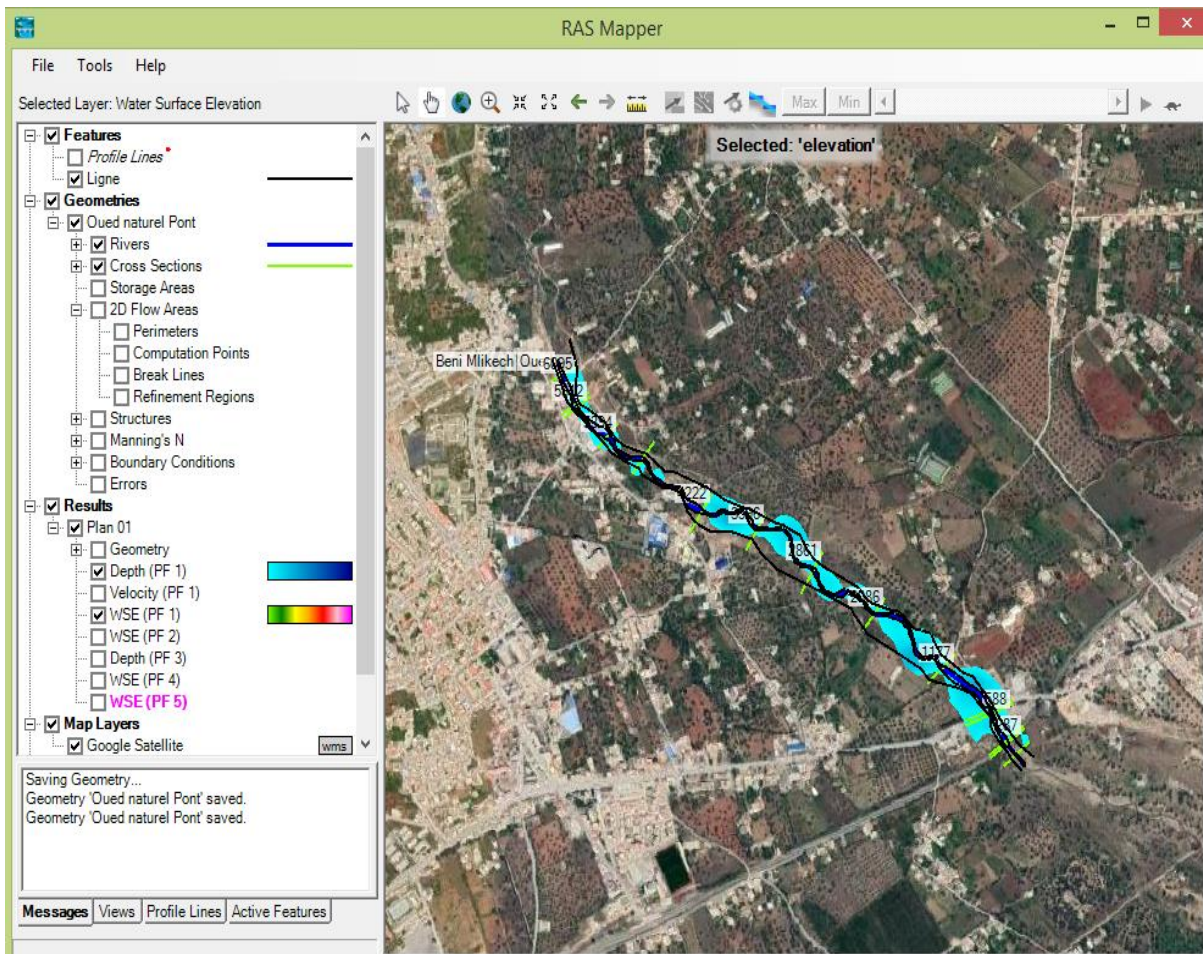 RAS Mapper
File Tools Help
Selected Layer: Water Surface Elevation
Max Min
Features
Profile Lines
Ligne
Geometries
Oued naturel Pont
Rivers
Cross Sections
Storage Areas
2D Flow Areas
Perimeters
Computation Points
Break Lines
Refinement Regions
Structures
Manning's N
Boundary Conditions
Errors
Results
Plan 01
Geometry
Depth (PF 1)
Velocity (PF 1)
WSE (PF 1)
WSE (PF 2)
Depth (PF 3)
WSE (PF 4)
WSE (PF 5)
Map Layers
Google Satellite wms
Saving Geometry...
Geometry 'Oued naturel Pont' saved.
Geometry 'Oued naturel Pont' saved.
Messages Views Profile Lines Active Features
Selected: 'elevation'
Beni Mlikech
2861
1177